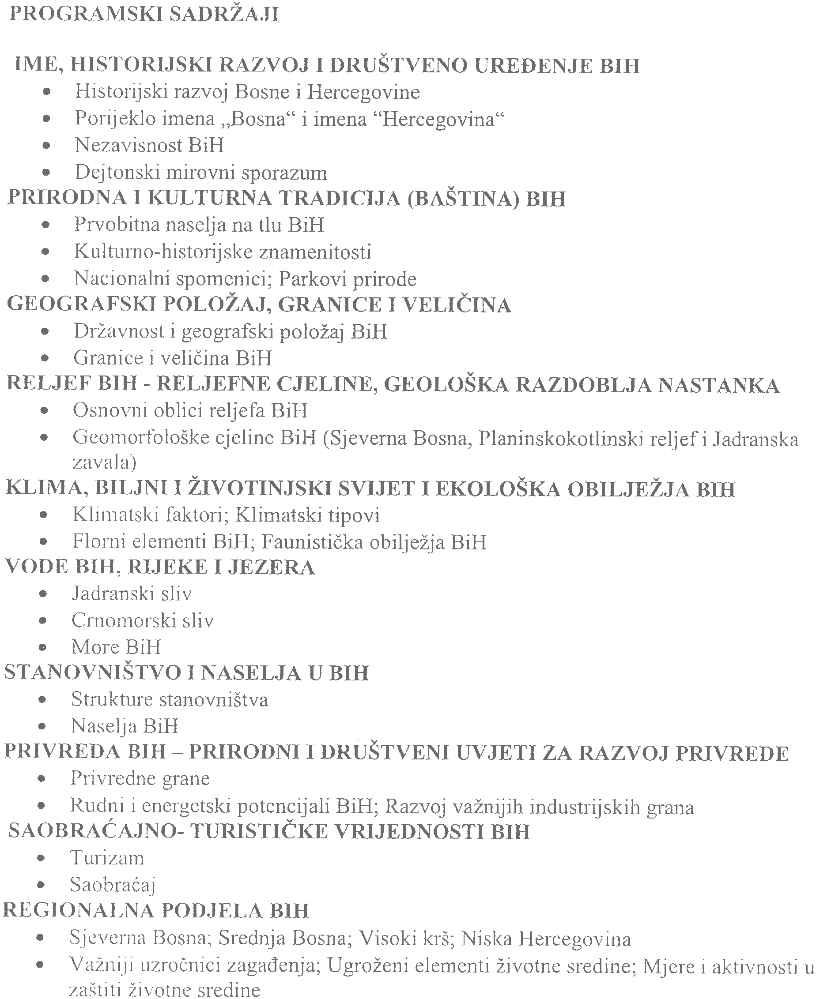 PROGRAMSKI SADRŽAJI
IME, HISTORIJSKI RAZVOJ I DRUŠTVENO UREĐENJE BIH
• Historijski razvoj Bosne i Hercegovine
• Porijeklo imena „Bosna“ i imena “Hercegovina“
• Nezavisnost BiH
• Dejtonski mirovni sporazum
PRIRODNA I KULTURNA TRADICIJA (BAŠTINA) BIH
• Prvobitna naselja na tlu BiH
• Kulturno-historijske znamenitosti
• Nacionalni spomenici; Parkovi prirode
GEOGRAFSKI POLOŽAJ, GRANICE I VELIČINA
• Državnost i geografski položaj BiH
• Granice i veličina BiH
RELJEF BIH - RELJEFNE CJELINE, GEOLOŠKA RAZDOBLJA NASTANKA
• Osnovni oblici reljefa BiH
• Geomorfološke cjeline BiH (Sjeverna Bosna, Planinskokotlinski reljef i Jadranska
zavala)
KLIMA, BILJNI I ŽIVOTINJSKI SVIJET I EKOLOŠKA OBILJEŽJA BIH
• Klimatski faktori; Klimatski tipovi
• Florni elementi BiH; Faunistička obilježja BiH
VODE BIH, RIJEKE I JEZERA
• Jadranski sliv
• Crnomorski sliv
• More BiH
STANOVNIŠTVO I NASELJA U BIH
• Strukture stanovništva
• Naselja BiH
PRIVREDA BIH – PRIRODNI I DRUŠTVENI UVJETI ZA RAZVOJ PRIVREDE
• Privredne grane
• Rudni i energetski potencijali BiH; Razvoj važnijih industrijskih grana
SAOBRAĆAJNO- TURISTIČKE VRIJEDNOSTI BIH
• Turizam
• Saobraćaj
REGIONALNA PODJELA BIH
• Sjeverna Bosna; Srednja Bosna; Visoki krš; Niska Hercegovina
• Važniji uzročnici zagađenja; Ugroženi elementi životne sredine; Mjere i aktivnosti u
zaštiti životne sredine